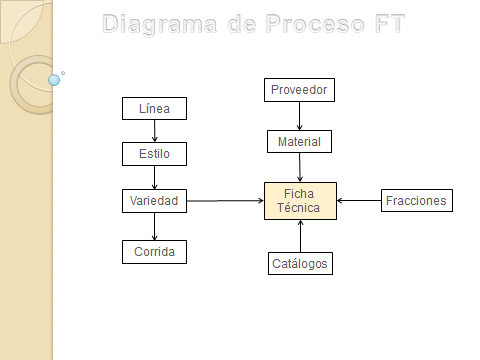 Diagrama de Proceso FT
Proveedor
Línea
Material
Estilo
Ficha
Técnica
Variedad
Fracciones
Corrida
Catálogos